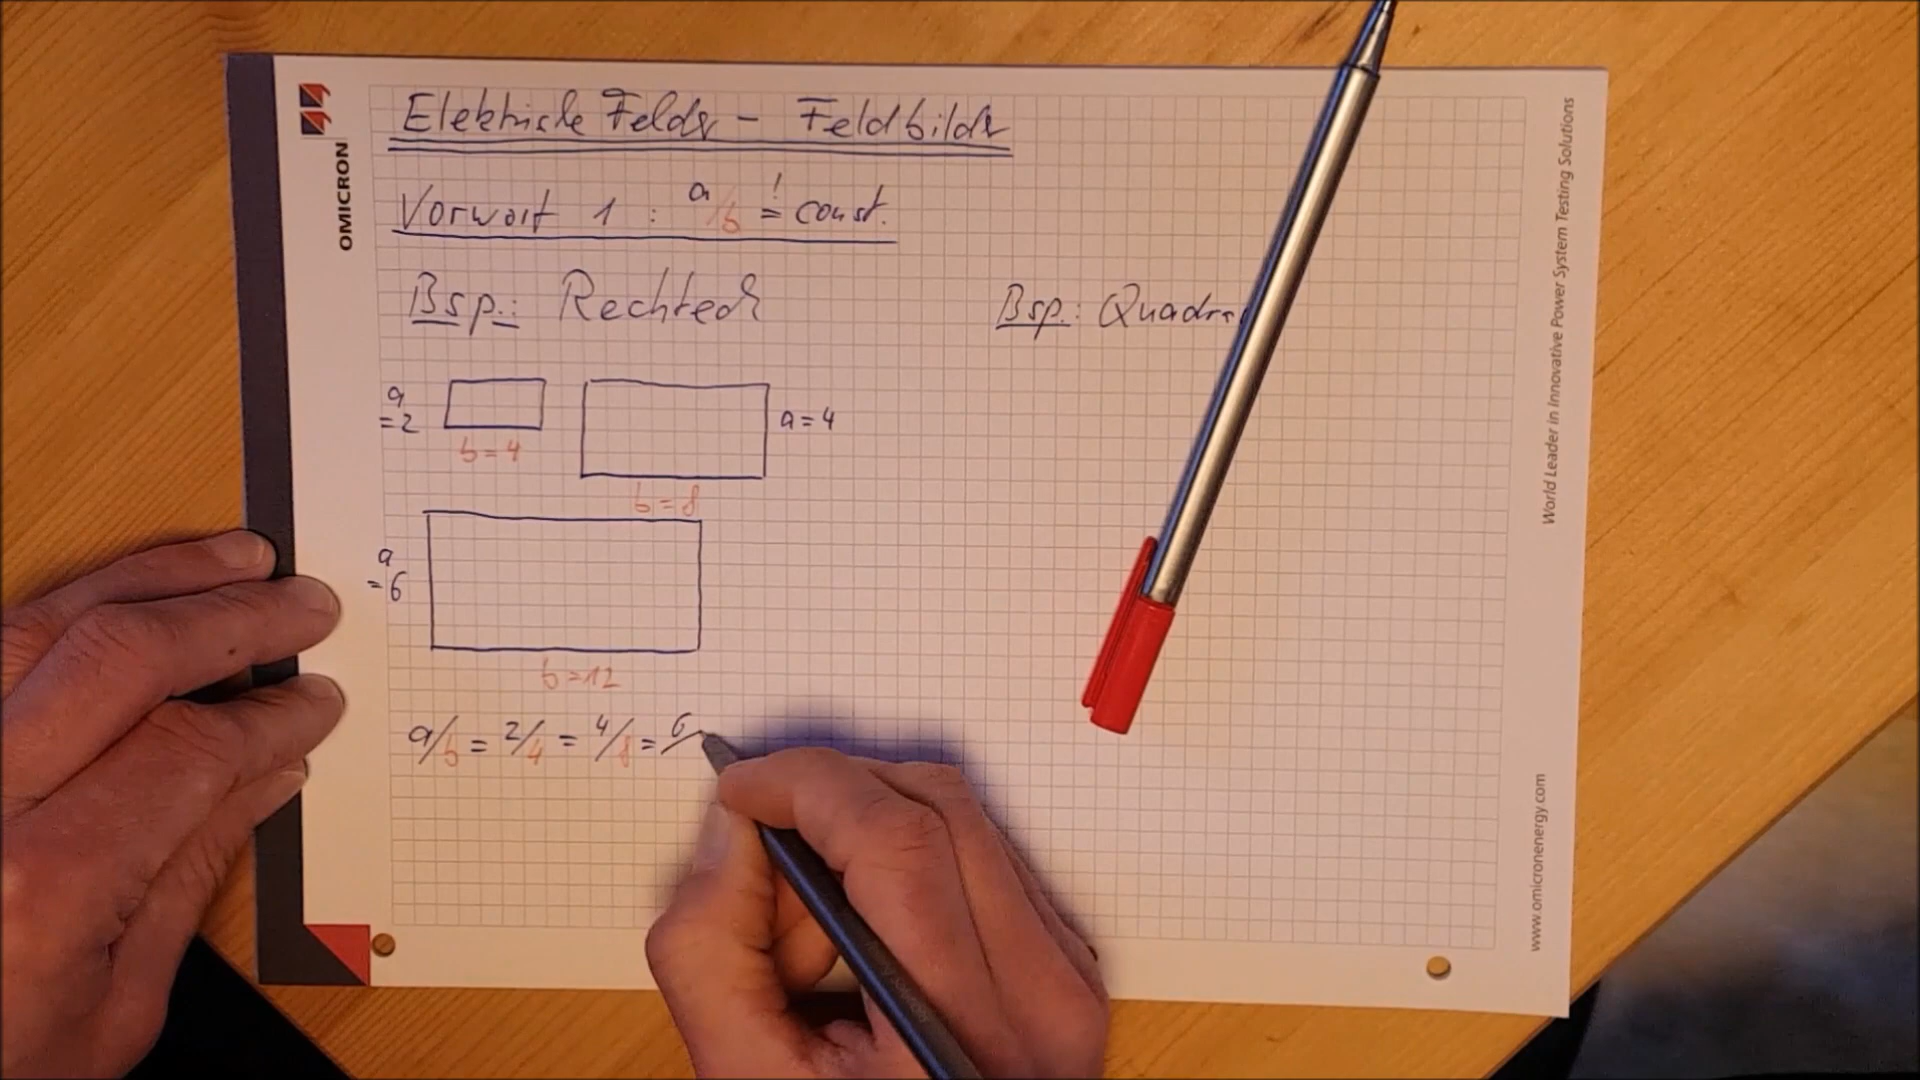 Elektrische Felder - Feldbilder
Vorwort 1 : a/b != const.
Bsp.: Rechteck
Bsp.: Quadrat
a
= 2
b = 4
a = 4
b = 8
a
= 6
b = 12
a/b = 2/4 = 4/8 = 6/
OMICRON
World Leader in Innovative Power System Testing Solutions
www.omicronenergy.com